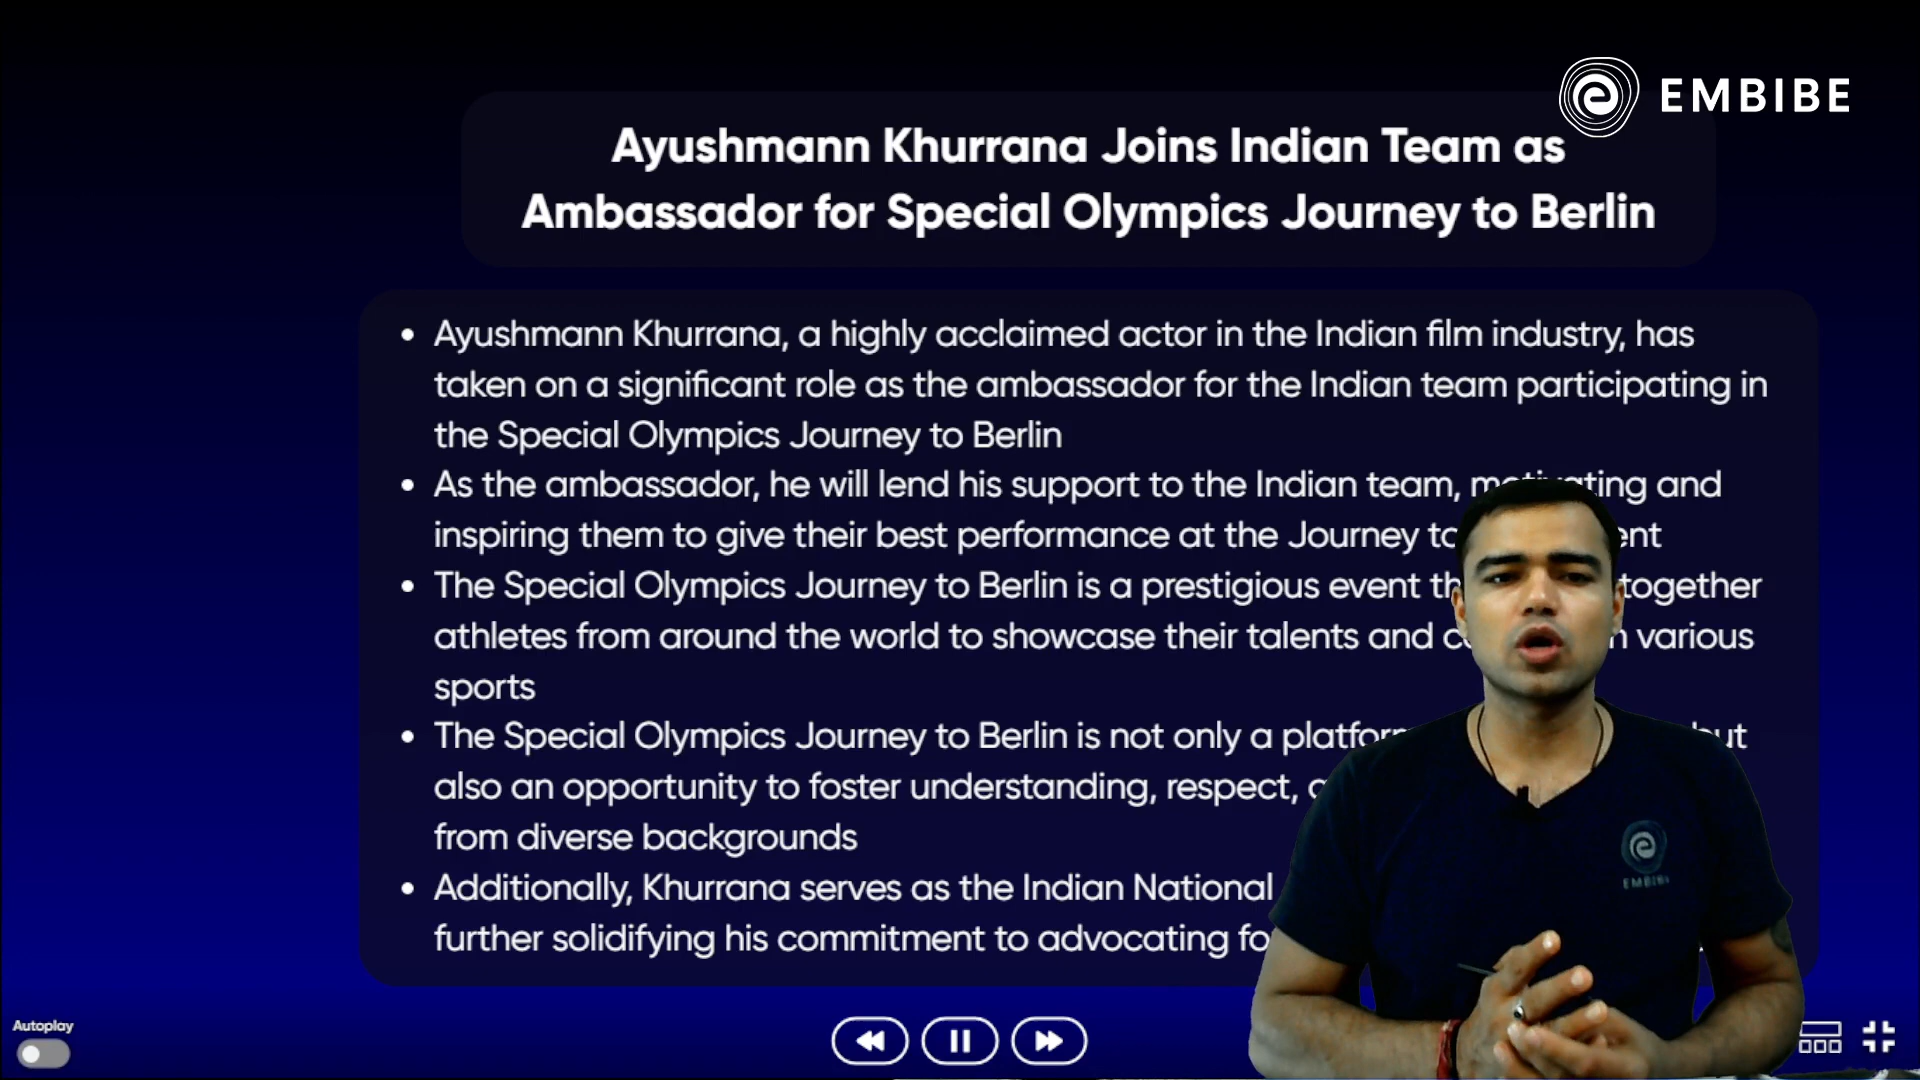 EMBIBE
Ayushmann Khurrana Joins Indian Team as
Ambassador for Special Olympics Journey to Berlin
• Ayushmann Khurrana, a highly acclaimed actor in the Indian film industry, has
taken on a significant role as the ambassador for the Indian team participating in
the Special Olympics Journey to Berlin
• As the ambassador, he will lend his support to the Indian team, motivating and
inspiring them to give their best performance at the Journey to
• The Special Olympics Journey to Berlin is a prestigious event together
athletes from around the world to showcase their talents and various
sports
• The Special Olympics Journey to Berlin is not only a but
also an opportunity to foster understanding, respect,
from diverse backgrounds
• Additionally, Khurrana serves as the Indian National
further solidifying his commitment to advocating
EMBIBE
Autoplay